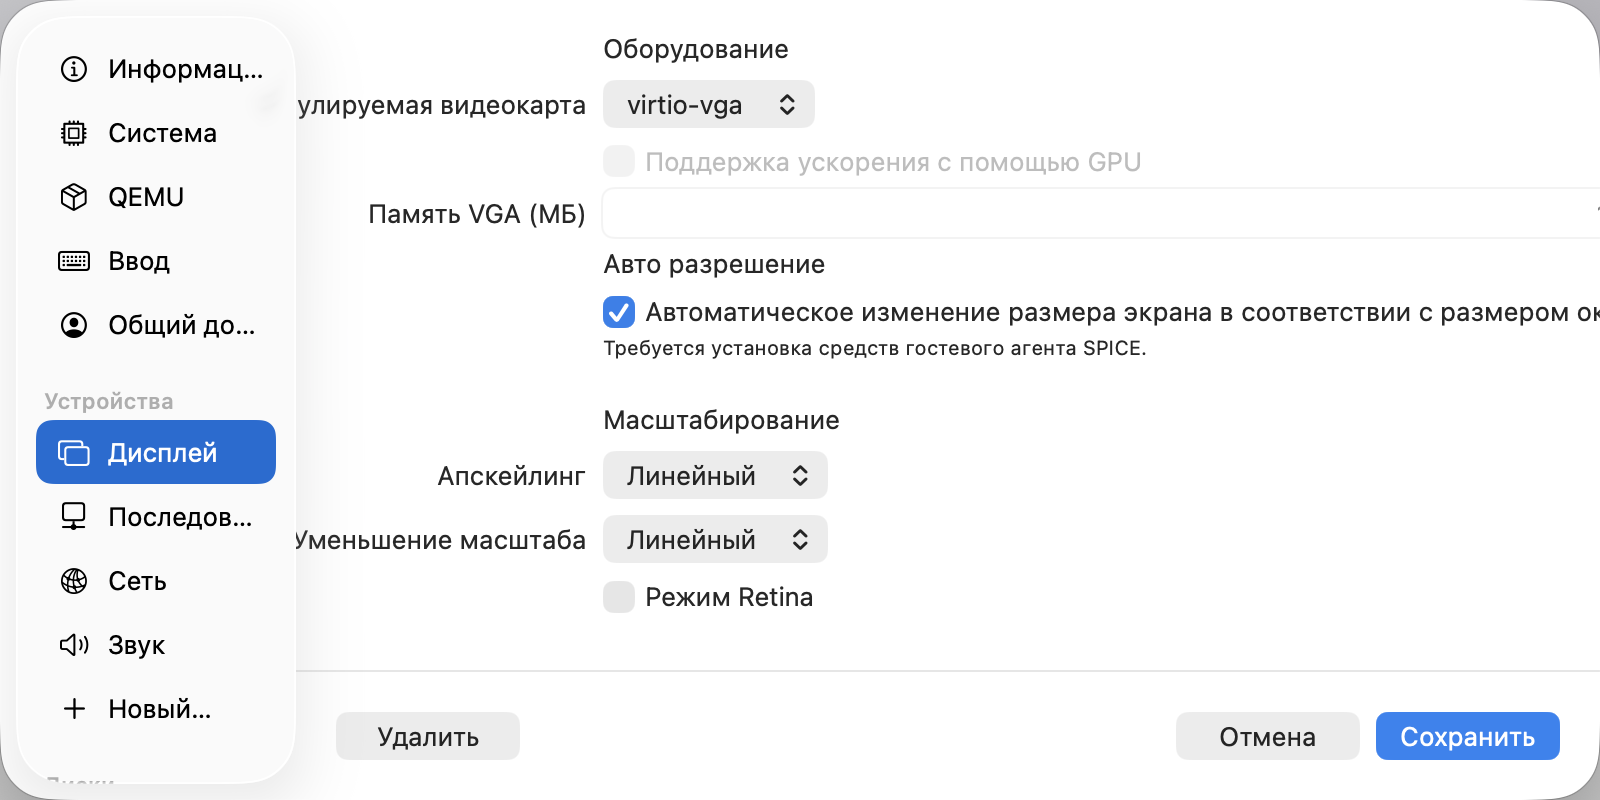 Информац...
Система
QEMU
Ввод
Общий до...
Устройства
Дисплей
Последов...
Сеть
Звук
Новый...
Оборудование
улируемая видеокарта
virtio-vga
Поддержка ускорения с помощью GPU
Память VGA (МБ)
Авто разрешение
Автоматическое изменение размера экрана в соответствии с размером ок
Требуется установка средств гостевого агента SPICE.
Масштабирование
Апскейлинг
Линейный
Уменьшение масштаба
Линейный
Режим Retina
Удалить
Отмена
Сохранить